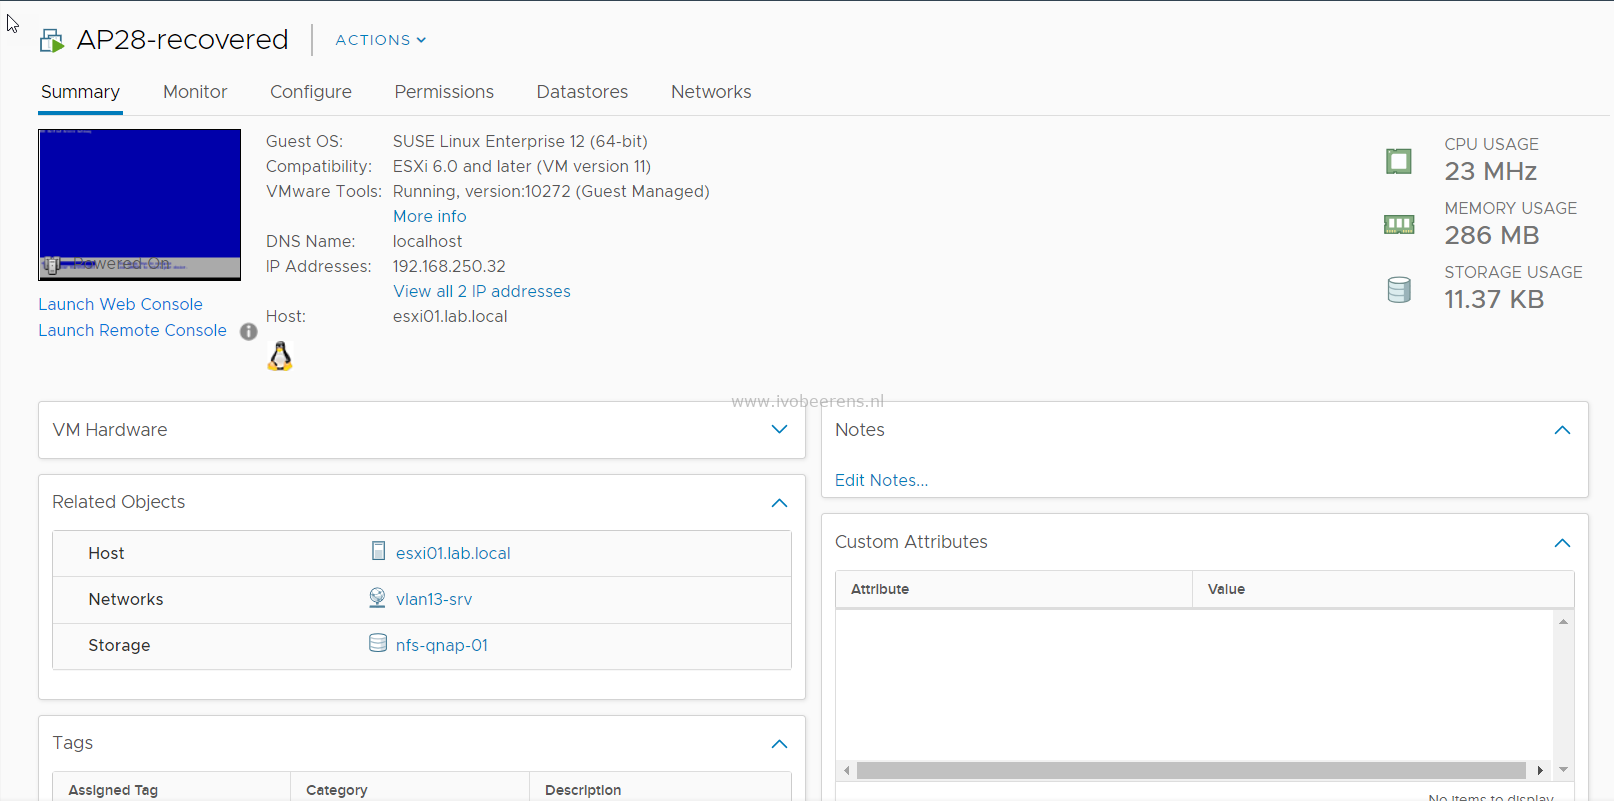 AP28-recovered
ACTIONS
Summary
Monitor
Configure
Permissions
Datastores
Networks
Powered On
Launch Web Console
Launch Remote Console
Guest OS: SUSE Linux Enterprise 12 (64-bit)
Compatibility: ESXi 6.0 and later (VM version 11)
VMware Tools: Running, version:10272 (Guest Managed)
More info
DNS Name: localhost
IP Addresses: 192.168.250.32
View all 2 IP addresses
Host: esxi01.lab.local
CPU USAGE
23 MHz
MEMORY USAGE
286 MB
STORAGE USAGE
11.37 KB
www.ivobeerens.nl
VM Hardware
Related Objects
Host esxi01.lab.local
Networks vlan13-srv
Storage nfs-qnap-01
Tags
Assigned Tag Category Description
Notes
Edit Notes...
Custom Attributes
Attribute Value
No items to display